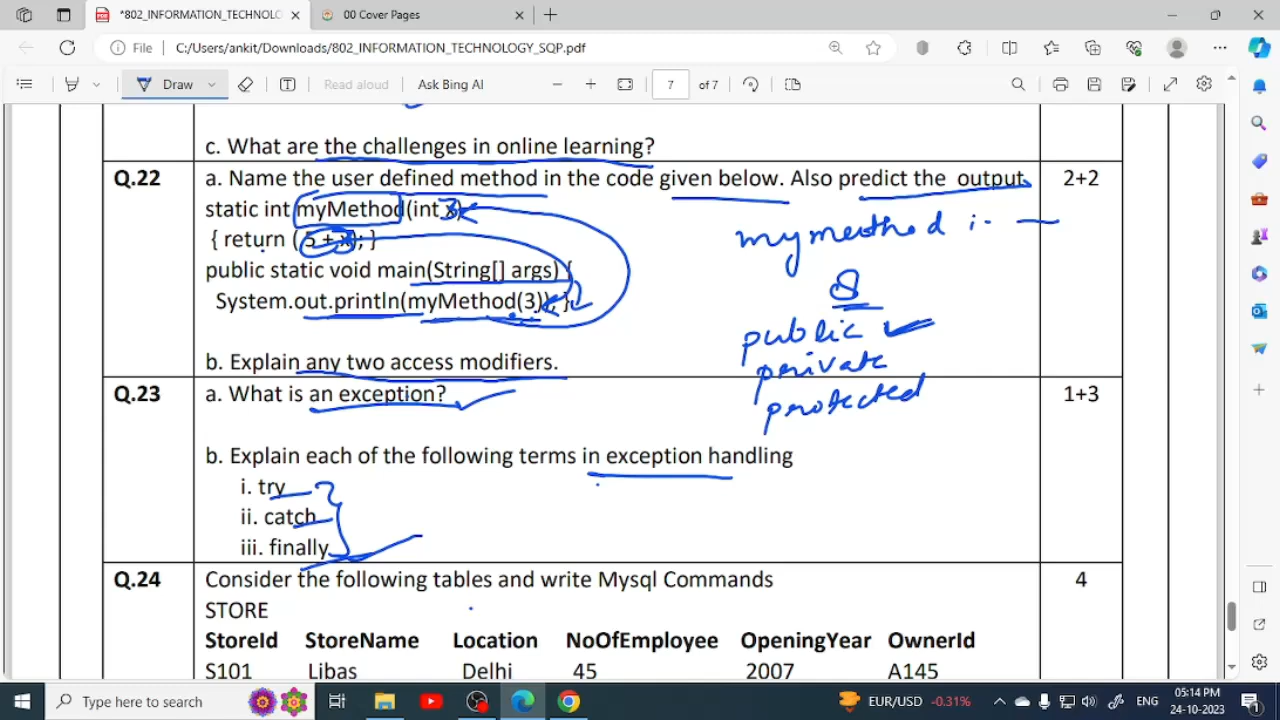 *802_INFORMATION_TECHNOLO
00 Cover Pages
File
C:/Users/ankit/Downloads/802_INFORMATION_TECHNOLOGY_SQP.pdf
Draw
Read aloud
Ask Bing AI
7 of 7
c. What are the challenges in online learning?
Q.22
a. Name the user defined method in the code given below. Also predict the output.
2+2
static int myMethod(int x)
{ return ( 5 + x); }
public static void main(String[] args) {
System.out.println(myMethod(3)); }
b. Explain any two access modifiers.
3
mymethod
8
public
private
protected
Q.23
a. What is an exception?
1+3
b. Explain each of the following terms in exception handling
i. try
ii. catch
iii. finally
Q.24
Consider the following tables and write Mysql Commands
4
STORE
StoreId StoreName Location NoOfEmployee OpeningYear OwnerId
S101 Libas Delhi 45 2007 A145
Type here to search
EUR/USD -0.31%
ENG
05:14 PM
24-10-2023
1